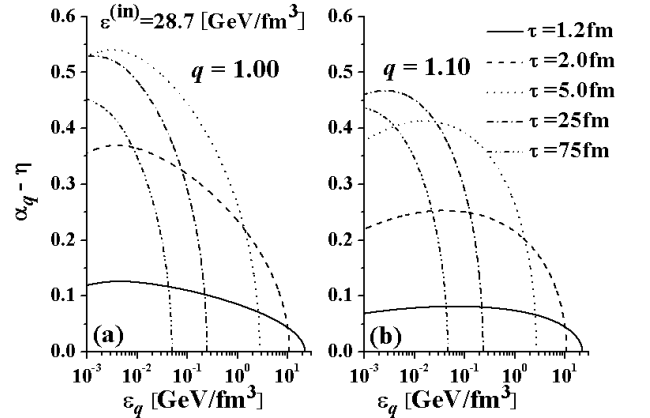 ε^(in)=28.7 [GeV/fm³]
q = 1.00
q = 1.10
τ=1.2fm
τ=2.0fm
τ=5.0fm
τ=25fm
τ=75fm
α_q - η
0.6
0.5
0.4
0.3
0.2
0.1
0.0
0.6
0.5
0.4
0.3
0.2
0.1
0.0
(a)
(b)
10⁻³ 10⁻² 10⁻¹ 10⁰ 10¹
10⁻³ 10⁻² 10⁻¹ 10⁰ 10¹
ε_q [GeV/fm³]
ε_q [GeV/fm³]